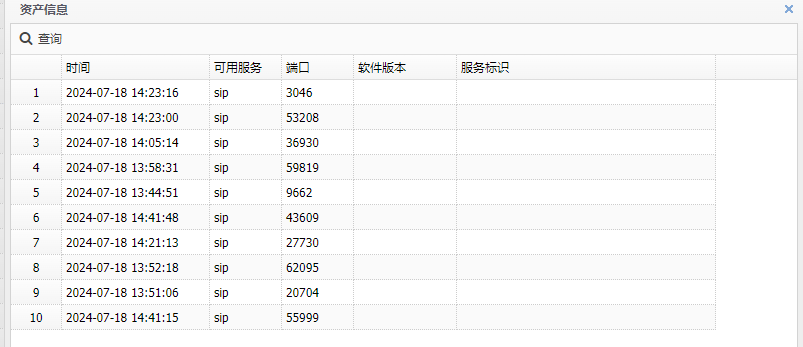 资产信息
查询
时间 可用服务 端口 软件版本 服务标识
1 2024-07-18 14:23:16 sip 3046
2 2024-07-18 14:23:00 sip 53208
3 2024-07-18 14:05:14 sip 36930
4 2024-07-18 13:58:31 sip 59819
5 2024-07-18 13:44:51 sip 9662
6 2024-07-18 14:41:48 sip 43609
7 2024-07-18 14:21:13 sip 27730
8 2024-07-18 13:52:18 sip 62095
9 2024-07-18 13:51:06 sip 20704
10 2024-07-18 14:41:15 sip 55999